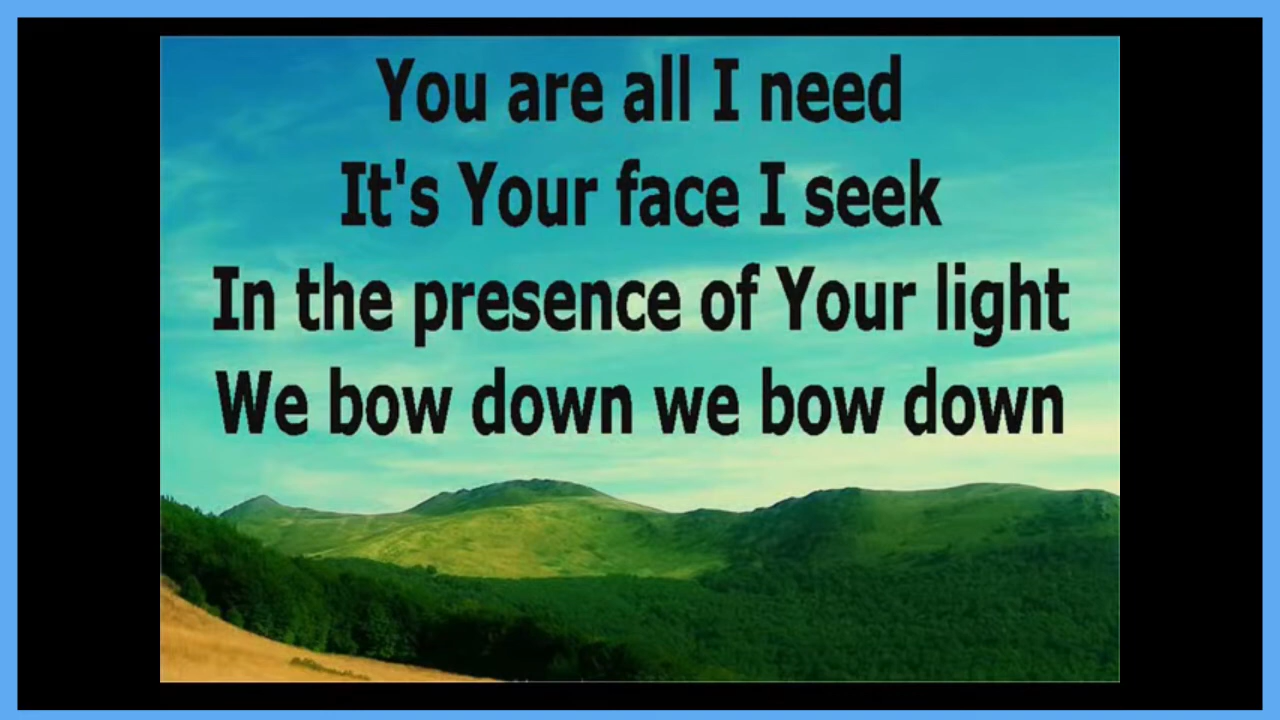 You are all I need
It's Your face I seek
In the presence of Your light
We bow down we bow down